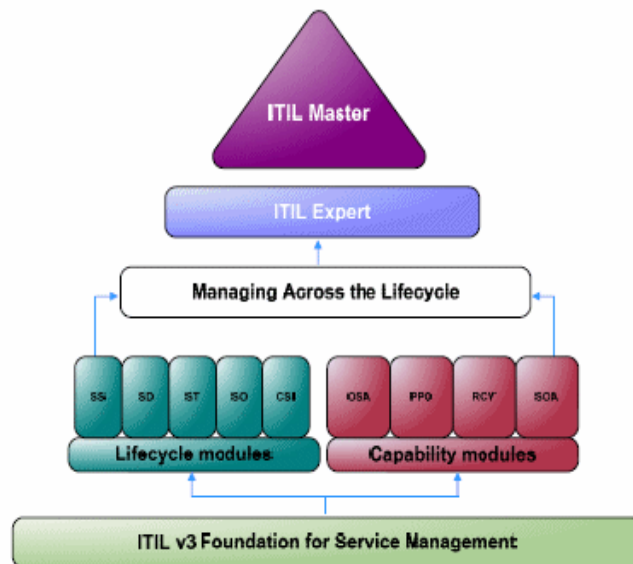 ITIL Master
ITIL Expert
Managing Across the Lifecycle
SS SD ST SO CSI OSA PPO RCV SOA
Lifecycle modules Capability modules
ITIL v3 Foundation for Service Management